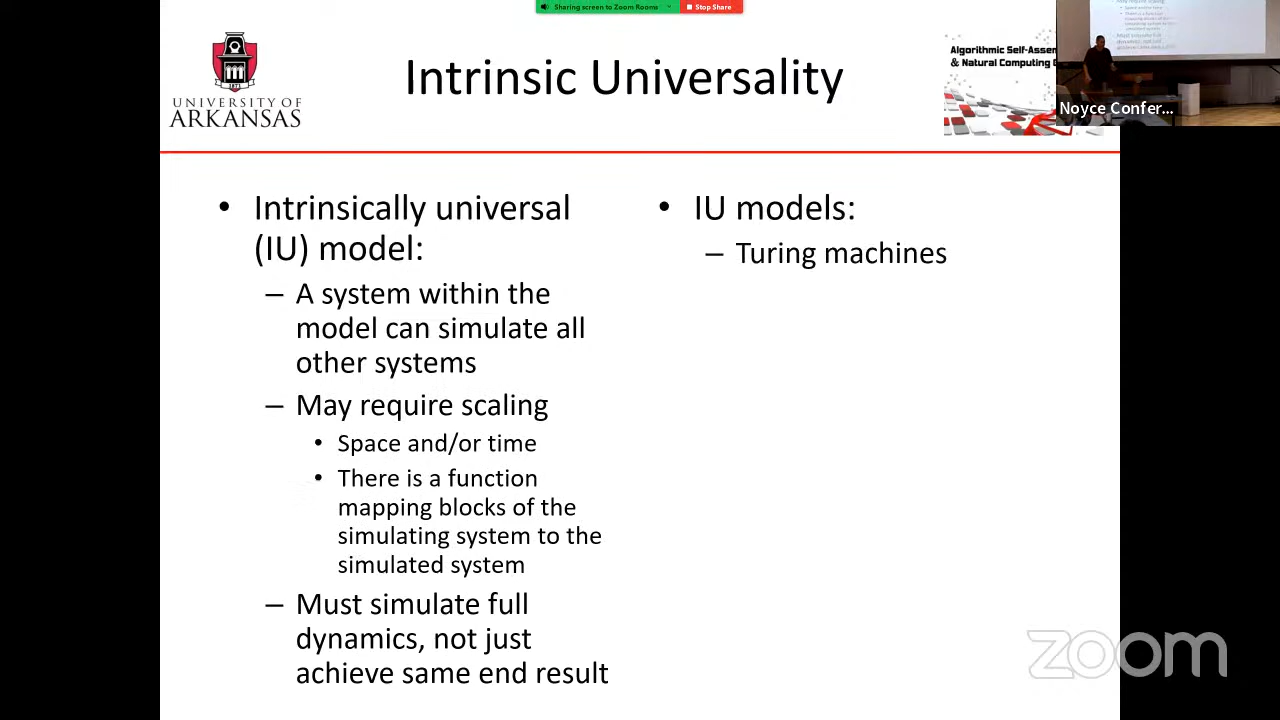 Sharing screen to Zoom Rooms
Stop Share
UNIVERSITY OF
ARKANSAS
Intrinsic Universality
Algorithmic Self-Assem
& Natural Computing
Noyce Confer...
• Intrinsically universal
(IU) model:
– A system within the
model can simulate all
other systems
– May require scaling
• Space and/or time
• There is a function
mapping blocks of the
simulating system to the
simulated system
– Must simulate full
dynamics, not just
achieve same end result
• IU models:
– Turing machines
zoom